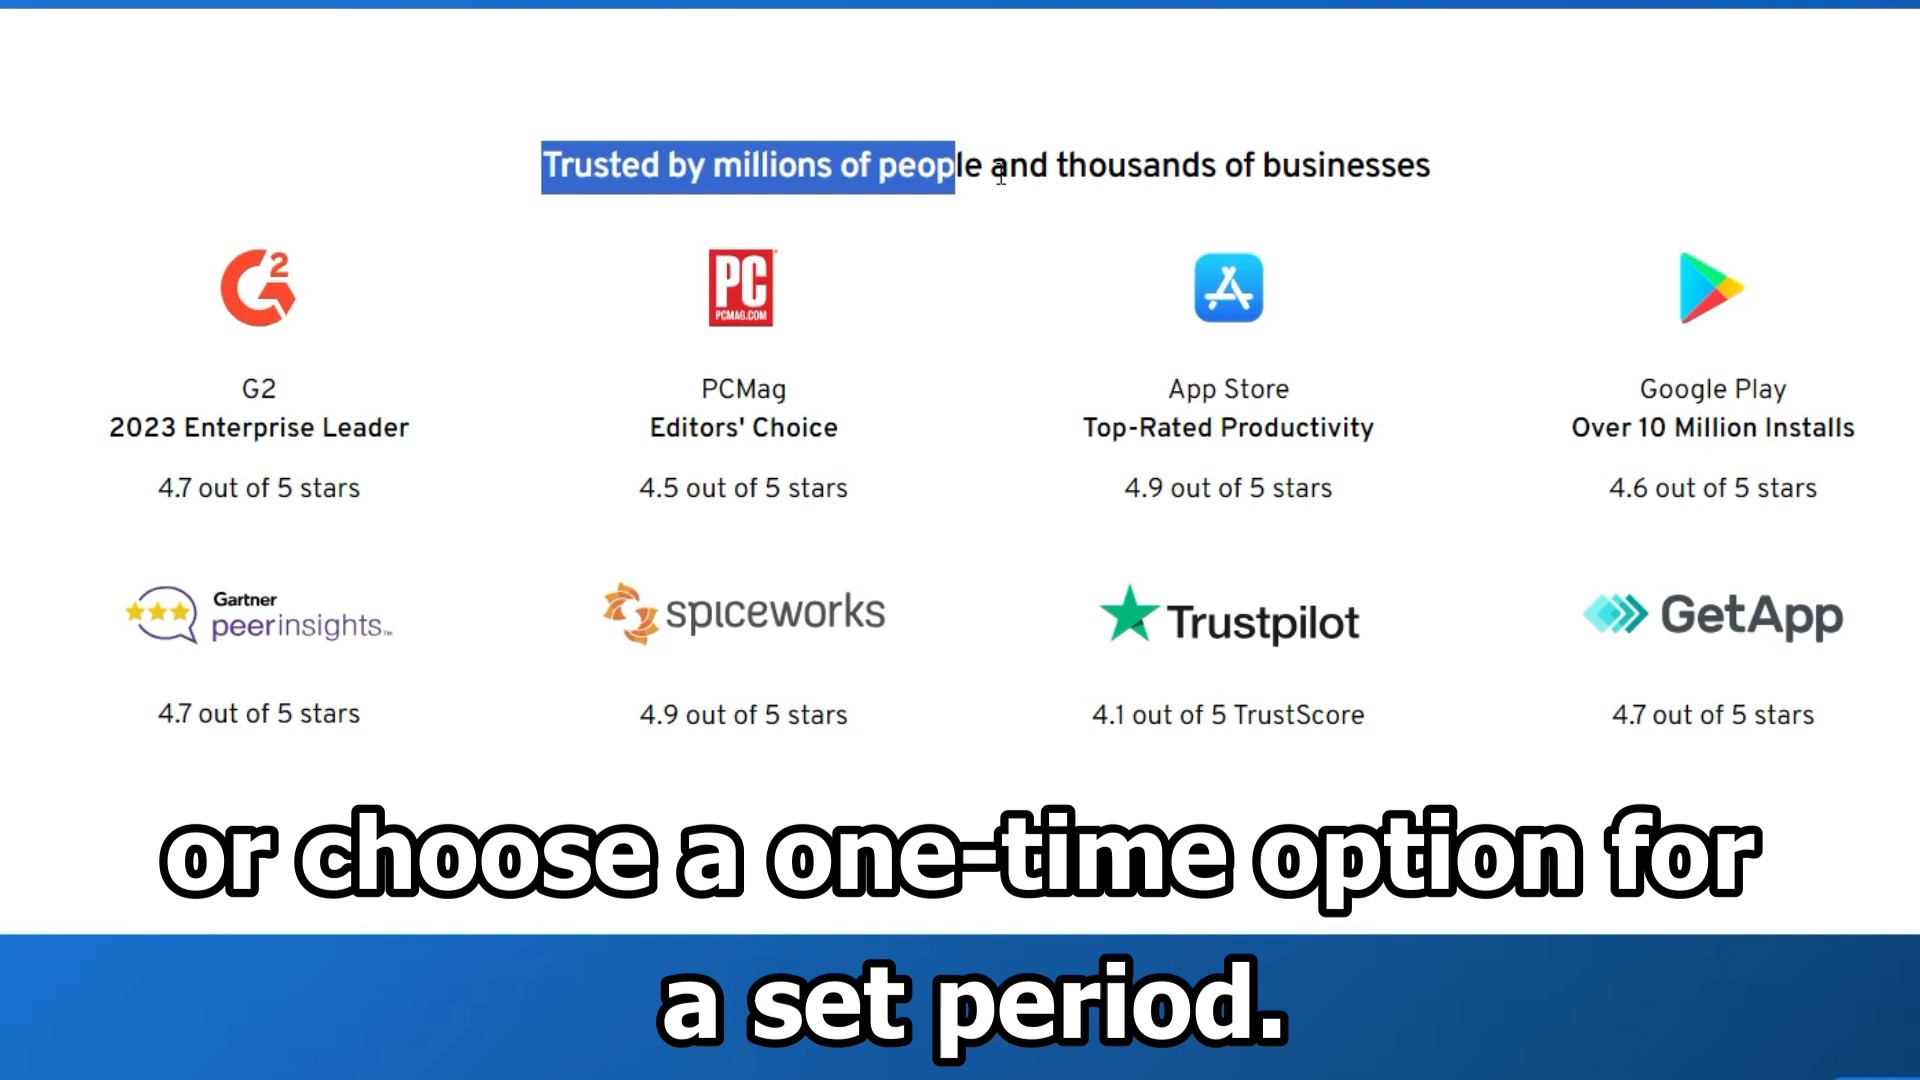 Trusted by millions of people and thousands of businesses
G2
PC
PCMAG.COM
G2
2023 Enterprise Leader
4.7 out of 5 stars
PCMag
Editors' Choice
4.5 out of 5 stars
App Store
Top-Rated Productivity
4.9 out of 5 stars
Google Play
Over 10 Million Installs
4.6 out of 5 stars
Gartner
peerinsights™
4.7 out of 5 stars
spiceworks
4.9 out of 5 stars
Trustpilot
4.1 out of 5 TrustScore
GetApp
4.7 out of 5 stars
or choose a one-time option for
a set period.